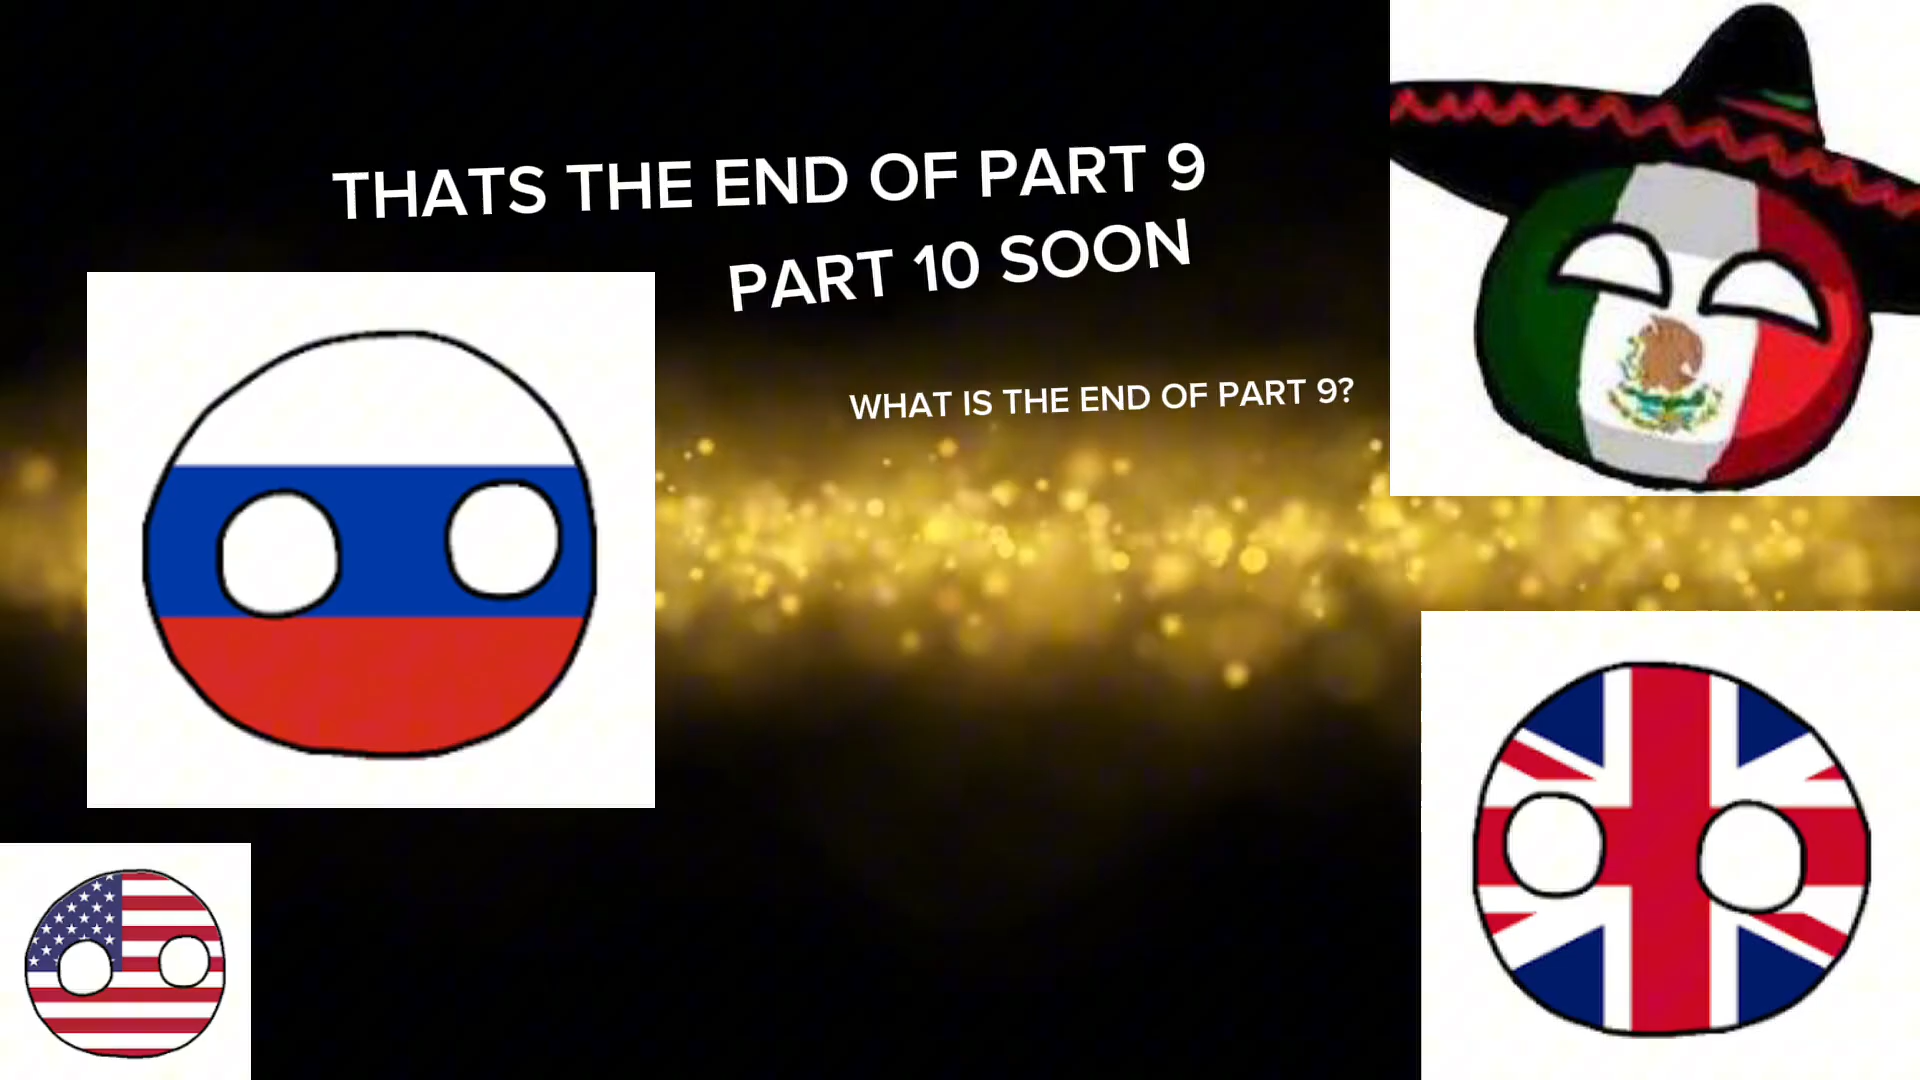 THATS THE END OF PART 9
PART 10 SOON
WHAT IS THE END OF PART 9?